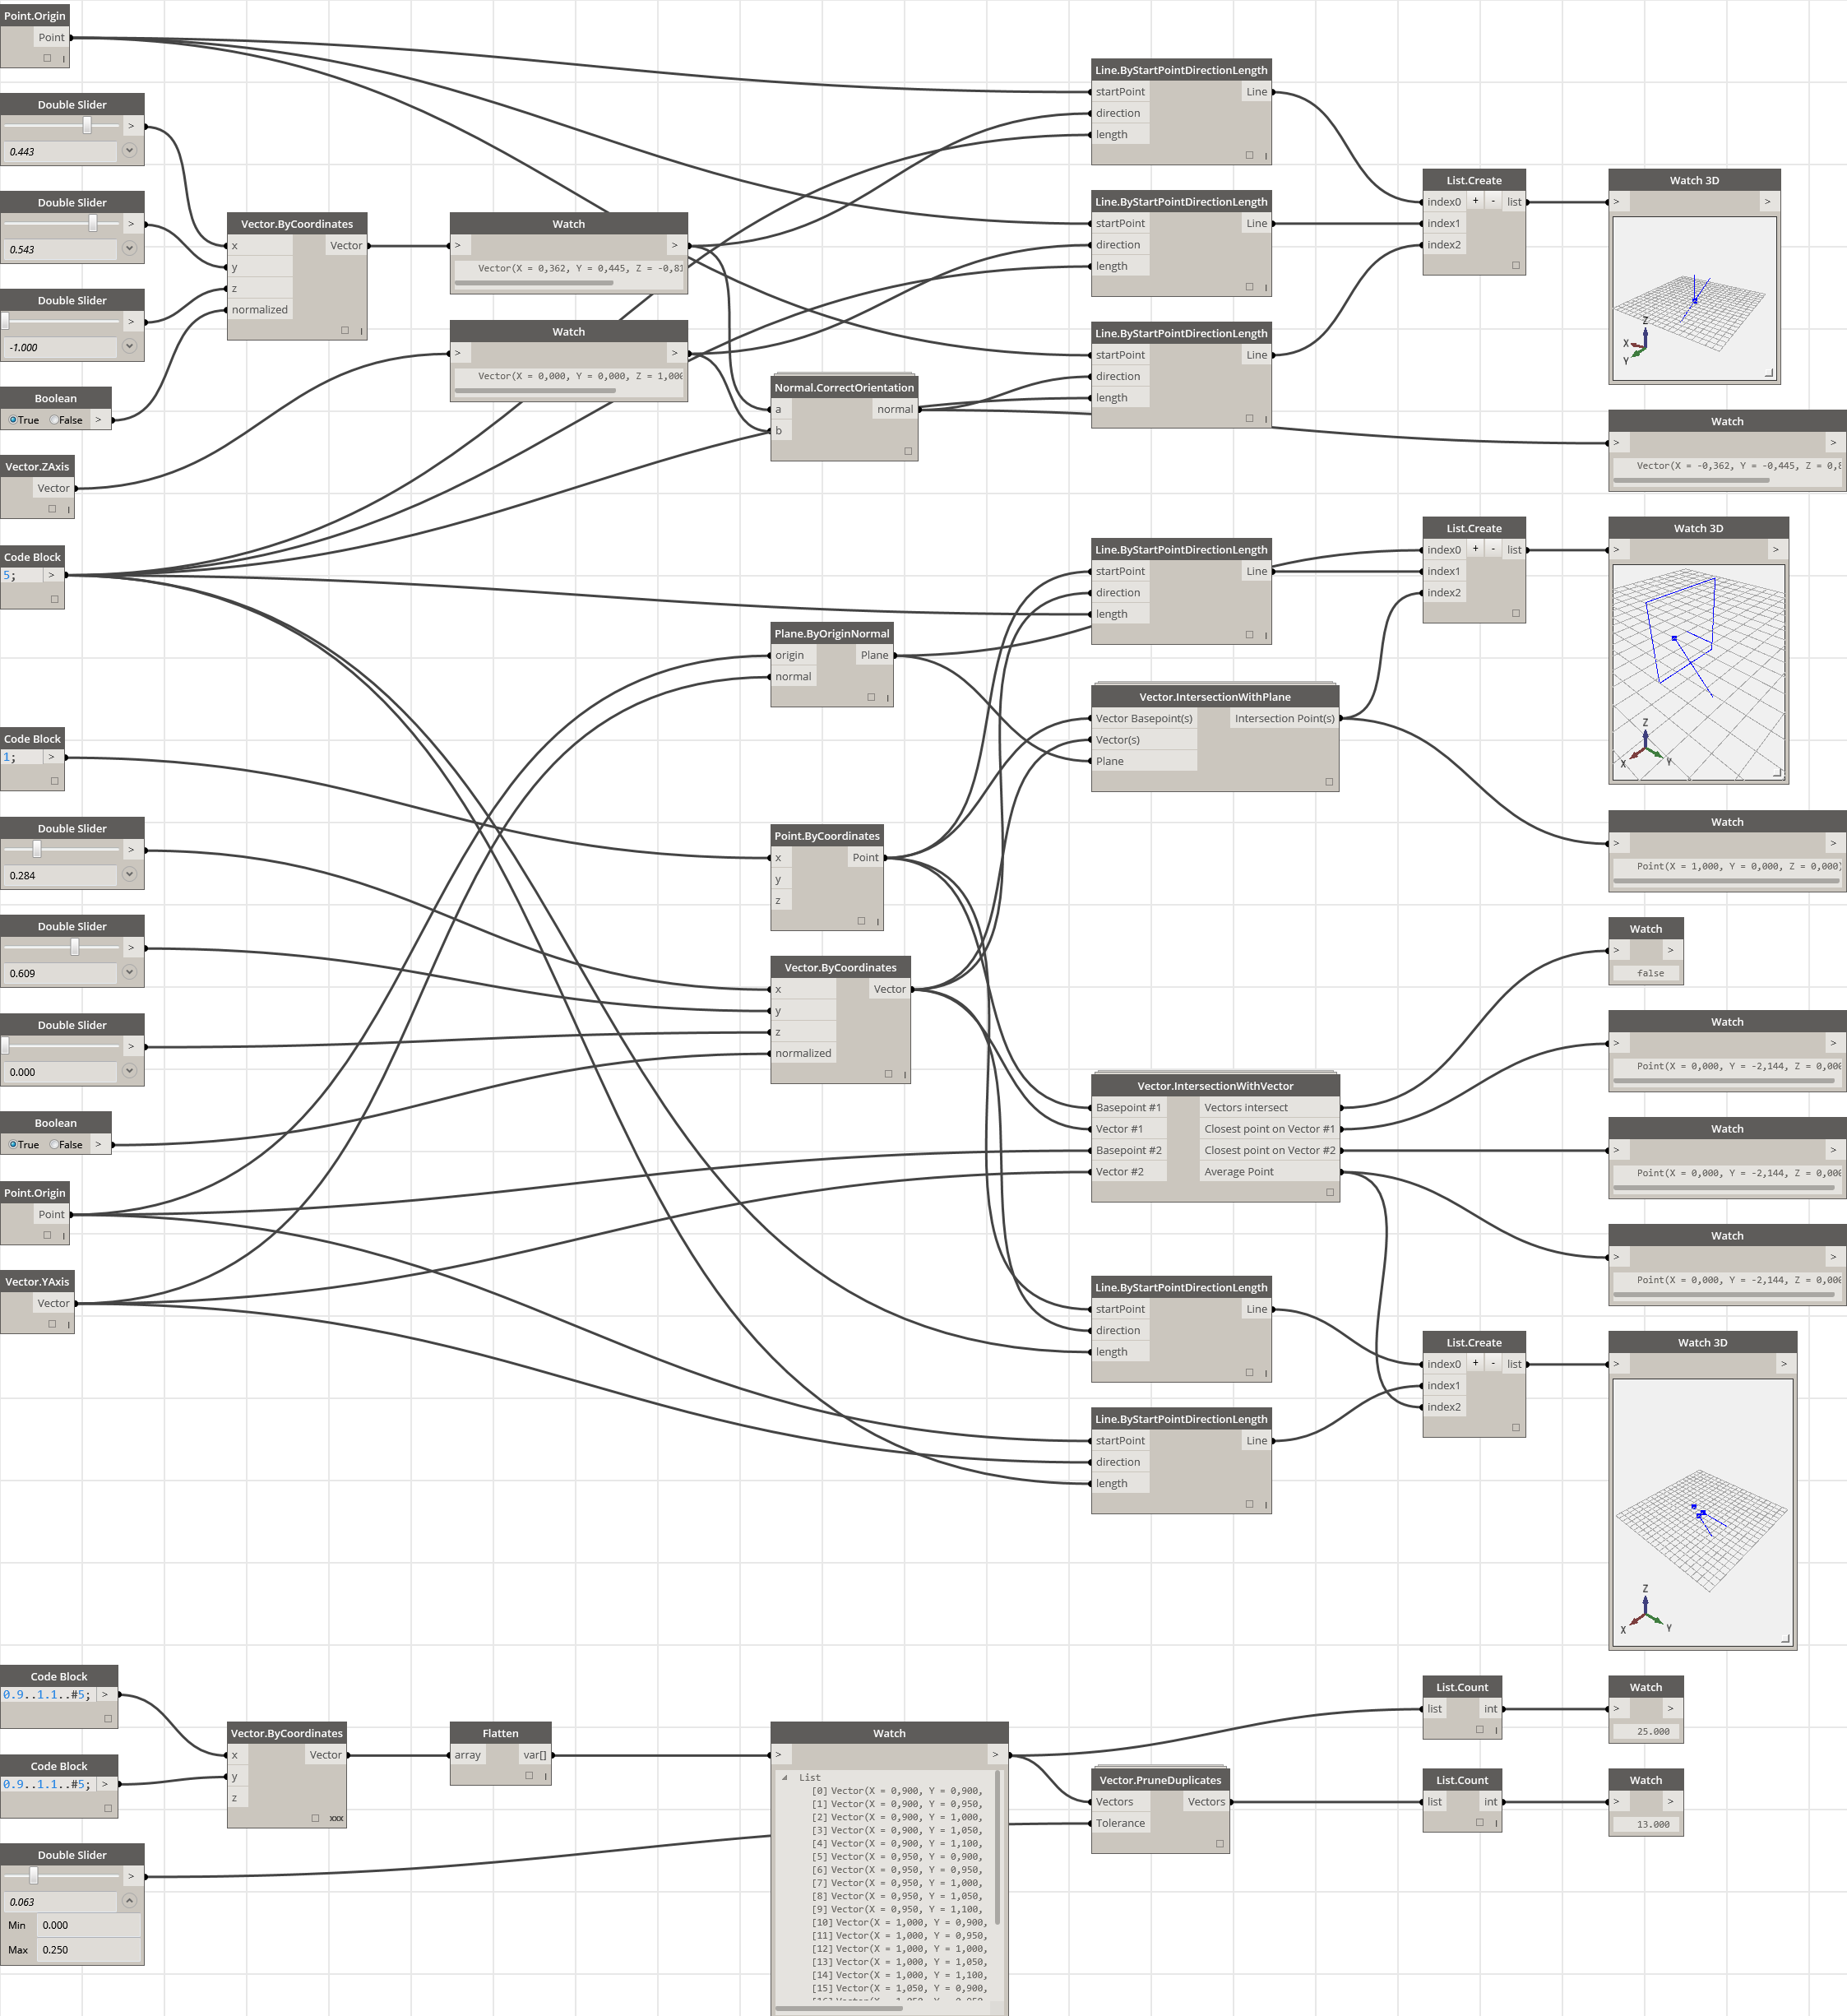 Point.Origin
Point
Double Slider
>
0.443
Double Slider
>
0.543
Double Slider
>
-1.000
Boolean
True False >
Vector.ZAxis
Vector
Code Block
5; >
Code Block
1; >
Double Slider
>
0.284
Double Slider
>
0.609
Double Slider
>
0.000
Boolean
True False >
Point.Origin
Point
Vector.YAxis
Vector
Vector.ByCoordinates
x Vector
y
z
normalized
Watch
> >
Vector(X = 0,362, Y = 0,445, Z = -0,81
Watch
> >
Vector(X = 0,000, Y = 0,000, Z = 1,000
Normal.CorrectOrientation
a normal
b
Line.ByStartPointDirectionLength
startPoint Line
direction
length
Line.ByStartPointDirectionLength
startPoint Line
direction
length
Line.ByStartPointDirectionLength
startPoint Line
direction
length
List.Create
index0 + - list
index1
index2
Watch 3D
> >
Z
X
Y
Watch
> >
Vector(X = -0,362, Y = -0,445, Z = 0,8
Plane.ByOriginNormal
origin Plane
normal
Point.ByCoordinates
x Point
y
z
Vector.ByCoordinates
x Vector
y
z
normalized
Line.ByStartPointDirectionLength
startPoint Line
direction
length
Vector.IntersectionWithPlane
Vector Basepoint(s) Intersection Point(s)
Vector(s)
Plane
List.Create
index0 + - list
index1
index2
Watch 3D
> >
Z
X Y
Watch
> >
Point(X = 1,000, Y = 0,000, Z = 0,000)
Watch
> >
false
Watch
> >
Point(X = 0,000, Y = -2,144, Z = 0,000
Watch
> >
Point(X = 0,000, Y = -2,144, Z = 0,000
Watch
> >
Point(X = 0,000, Y = -2,144, Z = 0,000
Vector.IntersectionWithVector
Basepoint #1 Vectors intersect
Vector #1 Closest point on Vector #1
Basepoint #2 Closest point on Vector #2
Vector #2 Average Point
Line.ByStartPointDirectionLength
startPoint Line
direction
length
Line.ByStartPointDirectionLength
startPoint Line
direction
length
List.Create
index0 + - list
index1
index2
Watch 3D
> >
Z
X Y
Code Block
0.9..1.1..#5; >
Code Block
0.9..1.1..#5; >
Double Slider
>
0.063
Min 0.000
Max 0.250
Vector.ByCoordinates
x Vector
y
z
xxx
Flatten
array var[]
Watch
> >
List
[0] Vector(X = 0,900, Y = 0,900,
[1] Vector(X = 0,900, Y = 0,950,
[2] Vector(X = 0,900, Y = 1,000,
[3] Vector(X = 0,900, Y = 1,050,
[4] Vector(X = 0,900, Y = 1,100,
[5] Vector(X = 0,950, Y = 0,900,
[6] Vector(X = 0,950, Y = 0,950,
[7] Vector(X = 0,950, Y = 1,000,
[8] Vector(X = 0,950, Y = 1,050,
[9] Vector(X = 0,950, Y = 1,100,
[10] Vector(X = 1,000, Y = 0,900,
[11] Vector(X = 1,000, Y = 0,950,
[12] Vector(X = 1,000, Y = 1,000,
[13] Vector(X = 1,000, Y = 1,050,
[14] Vector(X = 1,000, Y = 1,100,
[15] Vector(X = 1,050, Y = 0,900,
Vector.PruneDuplicates
Vectors Vectors
Tolerance
List.Count
list int
Watch
> >
25.000
List.Count
list int
Watch
> >
13.000